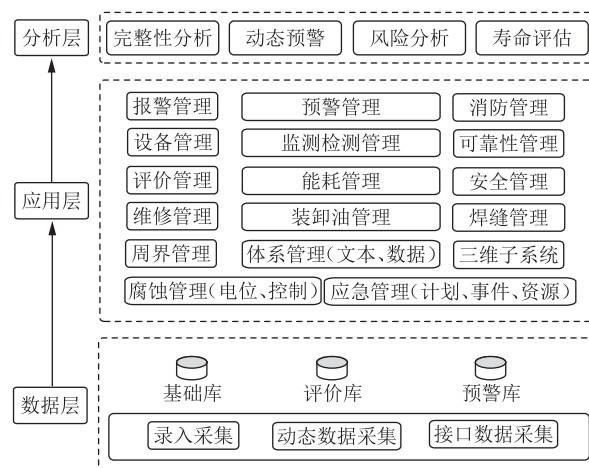 分析层 完整性分析 动态预警 风险分析 寿命评估
报警管理 预警管理 消防管理
设备管理 监测检测管理 可靠性管理
评价管理 能耗管理 安全管理
应用层
维修管理 装卸油管理 焊缝管理
周界管理 体系管理(文本、数据) 三维子系统
腐蚀管理(电位、控制) 应急管理(计划、事件、资源)
基础库 评价库 预警库
数据层
录入采集 动态数据采集 接口数据采集